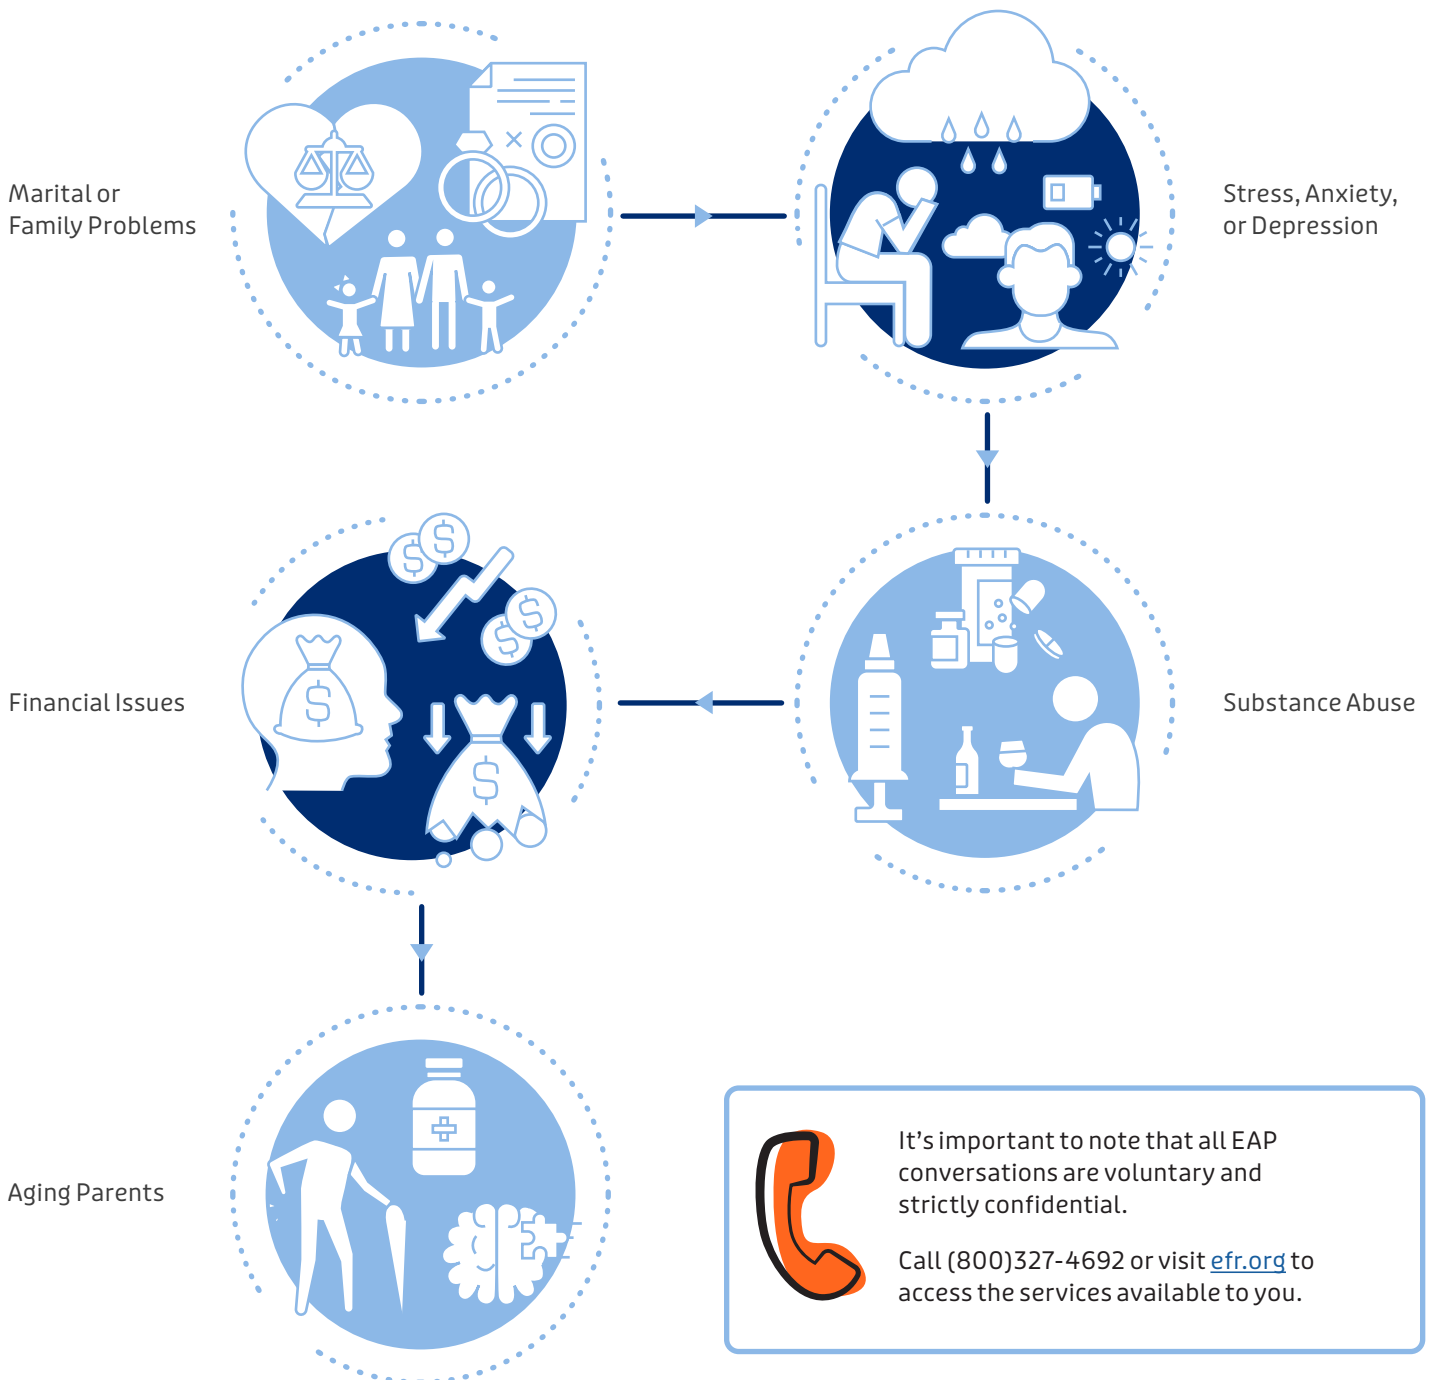 Marital or
Family Problems
Stress, Anxiety,
or Depression
$
$
$
$
$
$
Financial Issues
Substance Abuse
Aging Parents
It's important to note that all EAP
conversations are voluntary and
strictly confidential.
Call (800)327-4692 or visit efr.org to
access the services available to you.